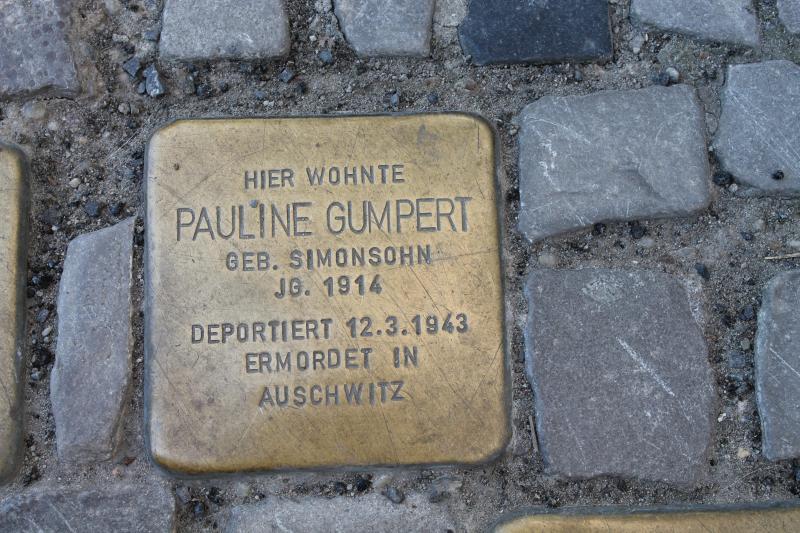 HIER WOHNTE
PAULINE GUMPERT
GEB. SIMONSOHN
JG. 1914
DEPORTIERT 12.3.1943
ERMORDET IN
AUSCHWITZ